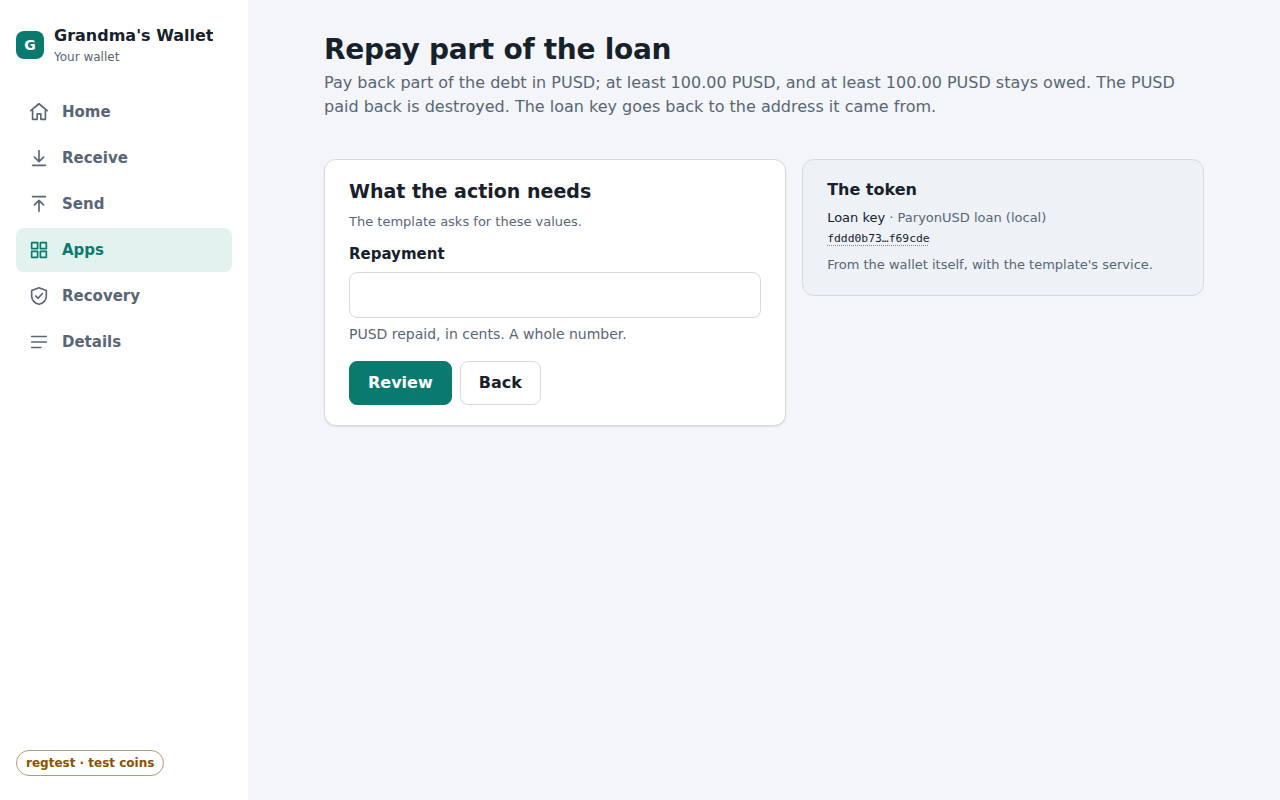 G
Grandma's Wallet
Your wallet
Home
Receive
Send
Apps
Recovery
Details
regtest · test coins
Repay part of the loan
Pay back part of the debt in PUSD; at least 100.00 PUSD, and at least 100.00 PUSD stays owed. The PUSD
paid back is destroyed. The loan key goes back to the address it came from.
What the action needs
The template asks for these values.
Repayment
PUSD repaid, in cents. A whole number.
Review
Back
The token
Loan key · ParyonUSD loan (local)
fddd0b73…f69cde
From the wallet itself, with the template's service.